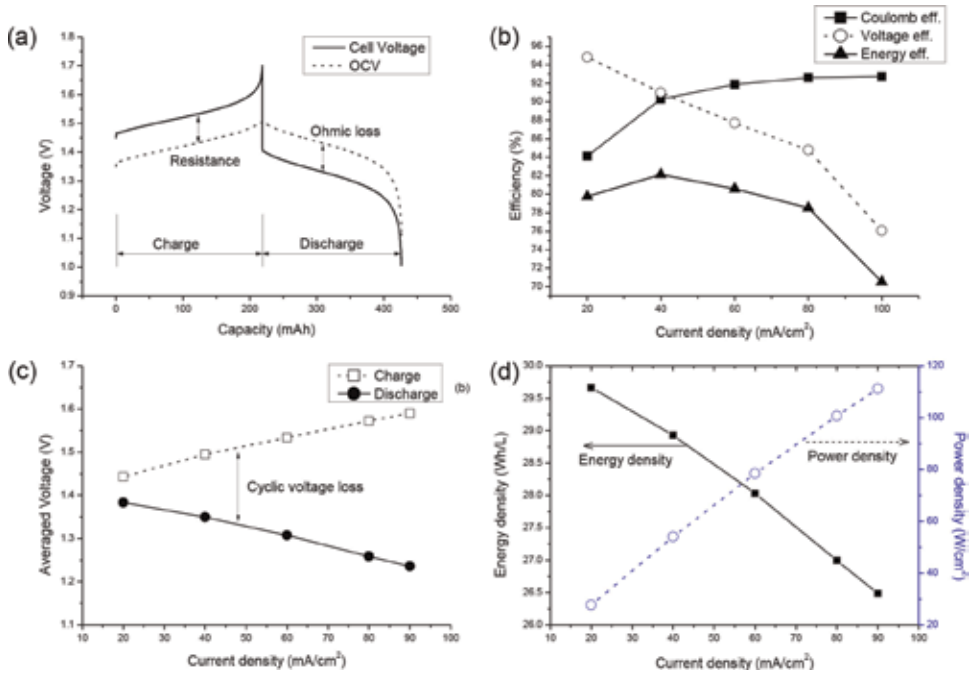 (a)
Cell Voltage
OCV
Voltage (V)
1.8
1.7
1.6
1.5
1.4
1.3
1.2
1.1
1.0
0.9
Ohmic loss
Resistance
Charge
Discharge
0 100 200 300 400 500
Capacity (mAh)
(b)
Coulomb eff.
Voltage eff.
Energy eff.
Efficiency (%)
96
94
92
90
88
86
84
82
80
78
76
74
72
70
20 40 60 80 100
Current density (mA/cm²)
(c)
Charge
Discharge
(b)
Averaged Voltage (V)
1.7
1.6
1.5
1.4
1.3
1.2
1.1
Cyclic voltage loss
10 20 30 40 50 60 70 80 90 100
Current density (mA/cm²)
(d)
Energy density (Wh/L)
30.0
29.5
29.0
28.5
28.0
27.5
27.0
26.5
26.0
Energy density
Power density
120
100
80
60
40
20
Power density (W/cm²)
10 20 30 40 50 60 70 80 90 100
Current density (mA/cm²)